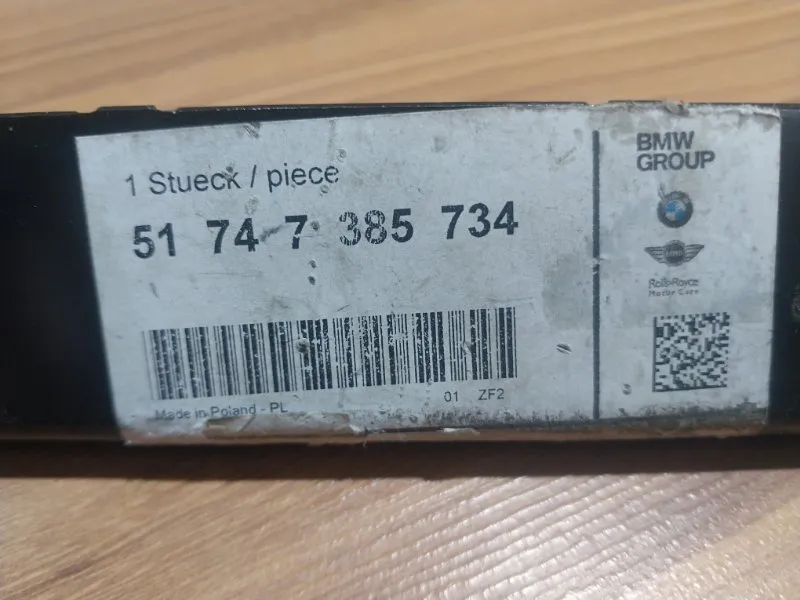 1 Stueck / piece
51 74 7 385 734
Made in Poland - PL
01 ZF2
BMW
GROUP
Rolls-Royce
Motor Cars